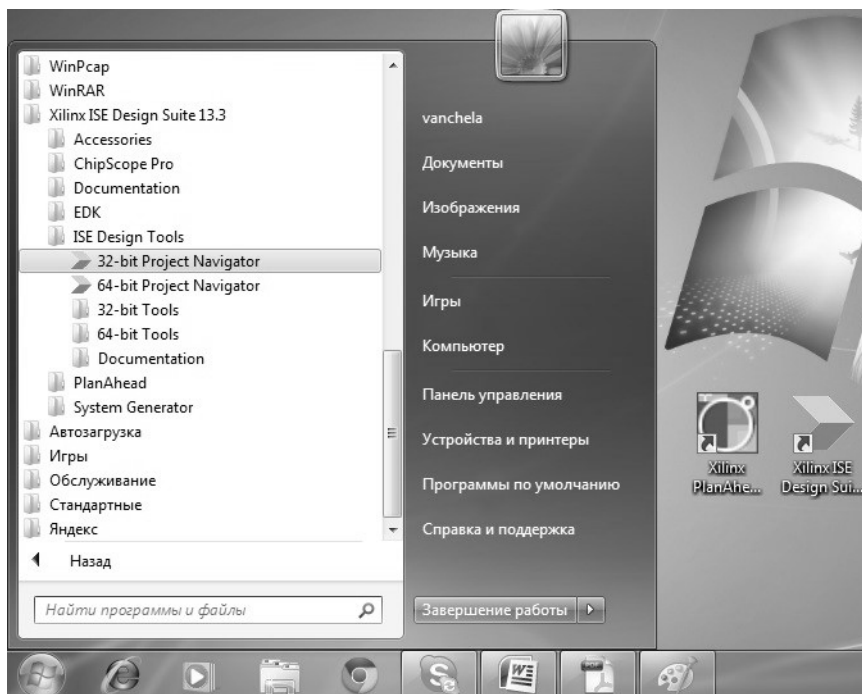 WinPcap
WinRAR
Xilinx ISE Design Suite 13.3
Accessories
ChipScope Pro
Documentation
EDK
ISE Design Tools
32-bit Project Navigator
64-bit Project Navigator
32-bit Tools
64-bit Tools
Documentation
PlanAhead
System Generator
Автозагрузка
Игры
Обслуживание
Стандартные
Яндекс
Назад
Найти программы и файлы
vanchela
Документы
Изображения
Музыка
Игры
Компьютер
Панель управления
Устройства и принтеры
Программы по умолчанию
Справка и поддержка
Завершение работы
Xilinx
PlanAhe...
Xilinx ISE
Design Sui...
PDF